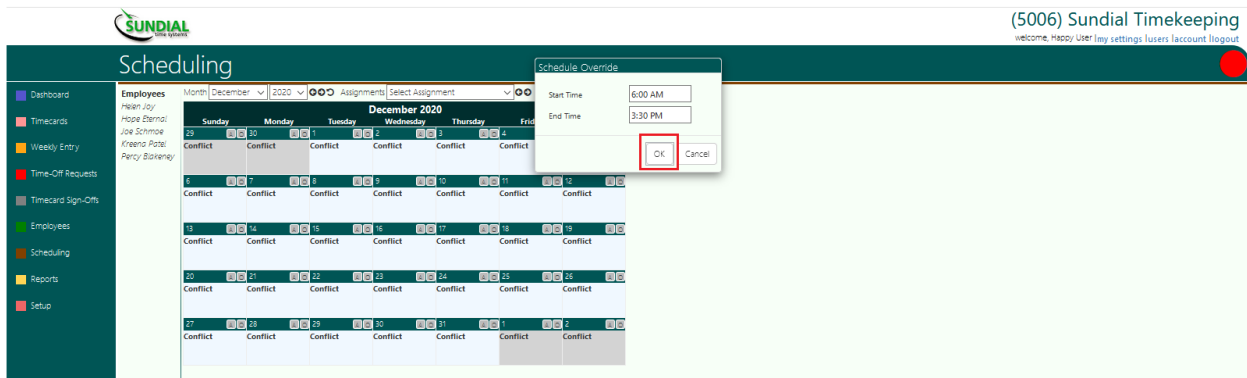 SUNDIAL
time systems
(5006) Sundial Timekeeping
welcome, Happy User |my settings |users |account |logout
Scheduling
Dashboard
Timecards
Weekly Entry
Time-Off Requests
Timecard Sign-Offs
Employees
Scheduling
Reports
Setup
Employees
Helen Joy
Hope Eternal
Joe Schmoe
Kreena Patel
Percy Blakeney
Month December 2020 Assignments Select Assignment
December 2020
Sunday Monday Tuesday Wednesday Thursday Frid
29 30 1 2 3 4
Conflict Conflict Conflict Conflict Conflict Conflict
6 7 8 9 10 11 12
Conflict Conflict Conflict Conflict Conflict Conflict Conflict
13 14 15 16 17 18 19
Conflict Conflict Conflict Conflict Conflict Conflict Conflict
20 21 22 23 24 25 26
Conflict Conflict Conflict Conflict Conflict Conflict Conflict
27 28 29 30 31 1 2
Conflict Conflict Conflict Conflict Conflict Conflict Conflict
Schedule Override
Start Time 6:00 AM
End Time 3:30 PM
OK Cancel